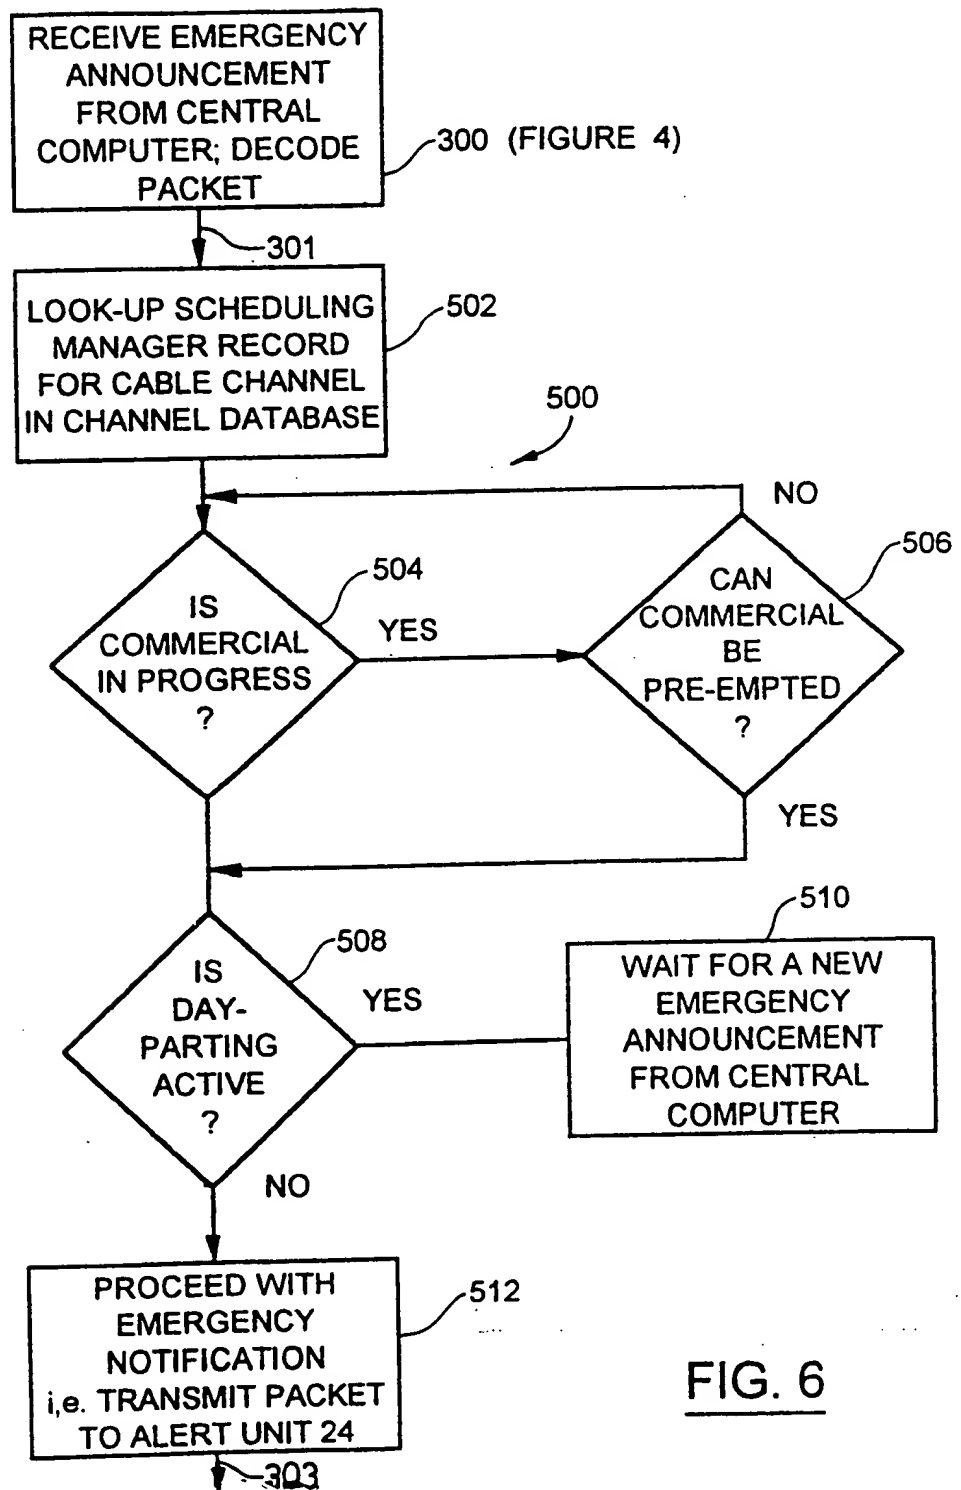 RECEIVE EMERGENCY
ANNOUNCEMENT
FROM CENTRAL
COMPUTER; DECODE
PACKET
300 (FIGURE 4)
301
LOOK-UP SCHEDULING
MANAGER RECORD
FOR CABLE CHANNEL
IN CHANNEL DATABASE
502
500
NO
504
IS
COMMERCIAL
IN PROGRESS
?
YES
506
CAN
COMMERCIAL
BE
PRE-EMPTED
?
YES
508
IS
DAY-
PARTING
ACTIVE
?
YES
510
WAIT FOR A NEW
EMERGENCY
ANNOUNCEMENT
FROM CENTRAL
COMPUTER
NO
PROCEED WITH
EMERGENCY
NOTIFICATION
i,e. TRANSMIT PACKET
TO ALERT UNIT 24
512
303
FIG. 6